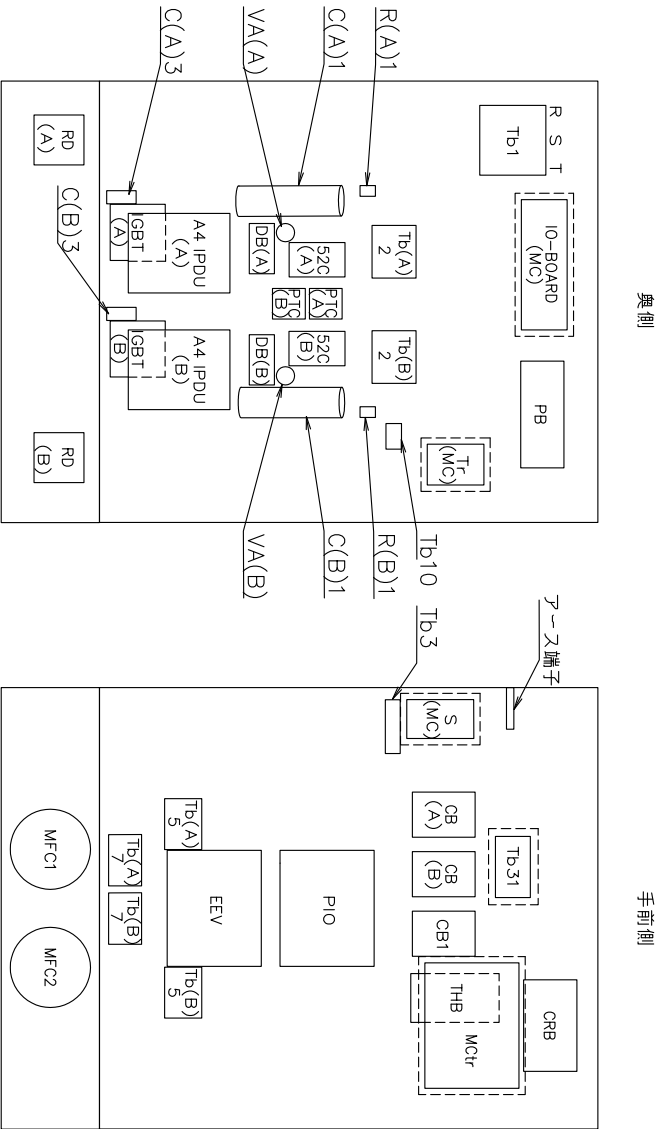 奥側
R S T
Tb1
IO-BOARD
(MC)
PB
R(A)1
C(A)1
VA(A)
C(A)3
Tb(A)
2
Tb(B)
2
Tr
(MC)
Tb10
R(B)1
C(B)1
VA(B)
52C
(A)
PTC
(A)
PTC
(B)
52C
(B)
DB(A)
DB(B)
A4 IPDU
(A)
A4 IPDU
(B)
IGBT
(A)
IGBT
(B)
C(B)3
RD
(A)
RD
(B)
手前側
アース端子
Tb3
S
(MC)
Tb31
CRB
CB
(A)
CB
(B)
CB1
THB
MCtr
PIO
EEV
Tb(A)
5
Tb(B)
5
Tb(A)
7
Tb(B)
7
MFC1
MFC2